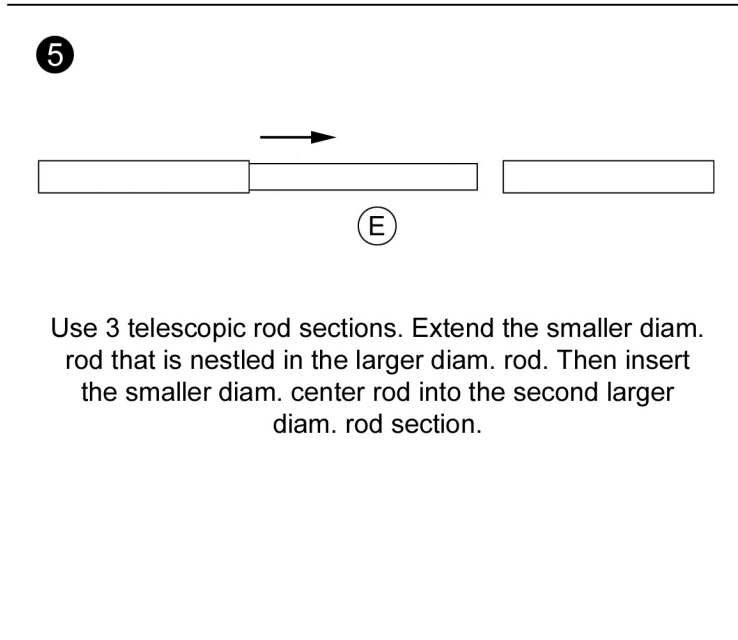 5
E
Use 3 telescopic rod sections. Extend the smaller diam.
rod that is nestled in the larger diam. rod. Then insert
the smaller diam. center rod into the second larger
diam. rod section.